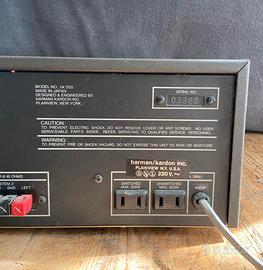 MODEL NO. HK 505
MADE IN JAPAN
DESIGNED & ENGINEERED BY
HARMAN KARDON INC.
PLAINVIEW, NEW YORK
SERIAL NO.
03369
CAUTION:
TO PREVENT ELECTRIC SHOCK, DO NOT REMOVE COVER OR ANY SCREWS. NO USER
SERVICEABLE PARTS INSIDE. REFER SERVICING TO QUALIFIED SERVICE PERSONNEL.
WARNING:
TO PREVENT FIRE OR SHOCK HAZARD, DO NOT EXPOSE THIS UNIT TO RAIN OR MOISTURE.
harman/kardon inc.
PLAINVIEW N.Y. U.S.A.
220 V
& 16 OHMS
SYSTEM 2
GND LEFT
SWITCHED
UNSWITCHED